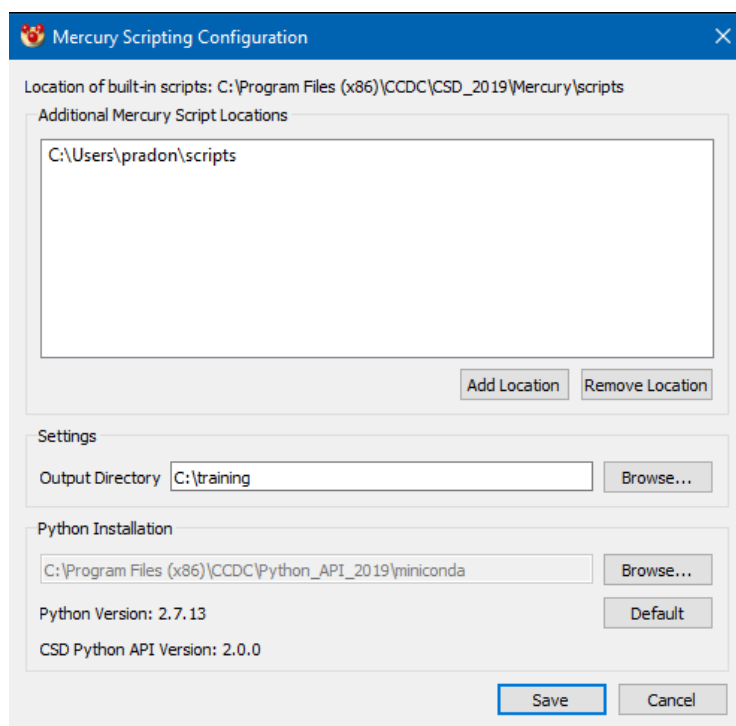 Mercury Scripting Configuration
Location of built-in scripts: C:\Program Files (x86)\CCDC\CSD_2019\Mercury\scripts
Additional Mercury Script Locations
C:\Users\pradon\scripts
Add Location
Remove Location
Settings
Output Directory
C:\training
Browse...
Python Installation
C:\Program Files (x86)\CCDC\Python_API_2019\miniconda
Browse...
Python Version: 2.7.13
Default
CSD Python API Version: 2.0.0
Save
Cancel